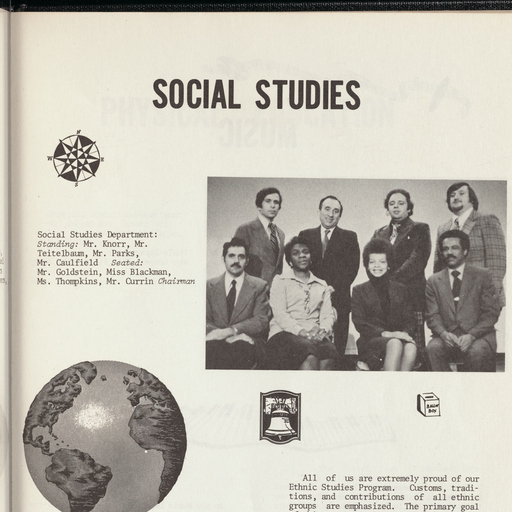 SOCIAL STUDIES
N
W E
S
Social Studies Department:
Standing: Mr. Knorr, Mr.
Teitelbaum, Mr. Parks,
Mr. Caulfield Seated:
Mr. Goldstein, Miss Blackman,
Ms. Thompkins, Mr. Currin Chairman
BALLOT
BOX
All of us are extremely proud of our
Ethnic Studies Program. Customs, tradi-
tions, and contributions of all ethnic
groups are emphasized. The primary goal